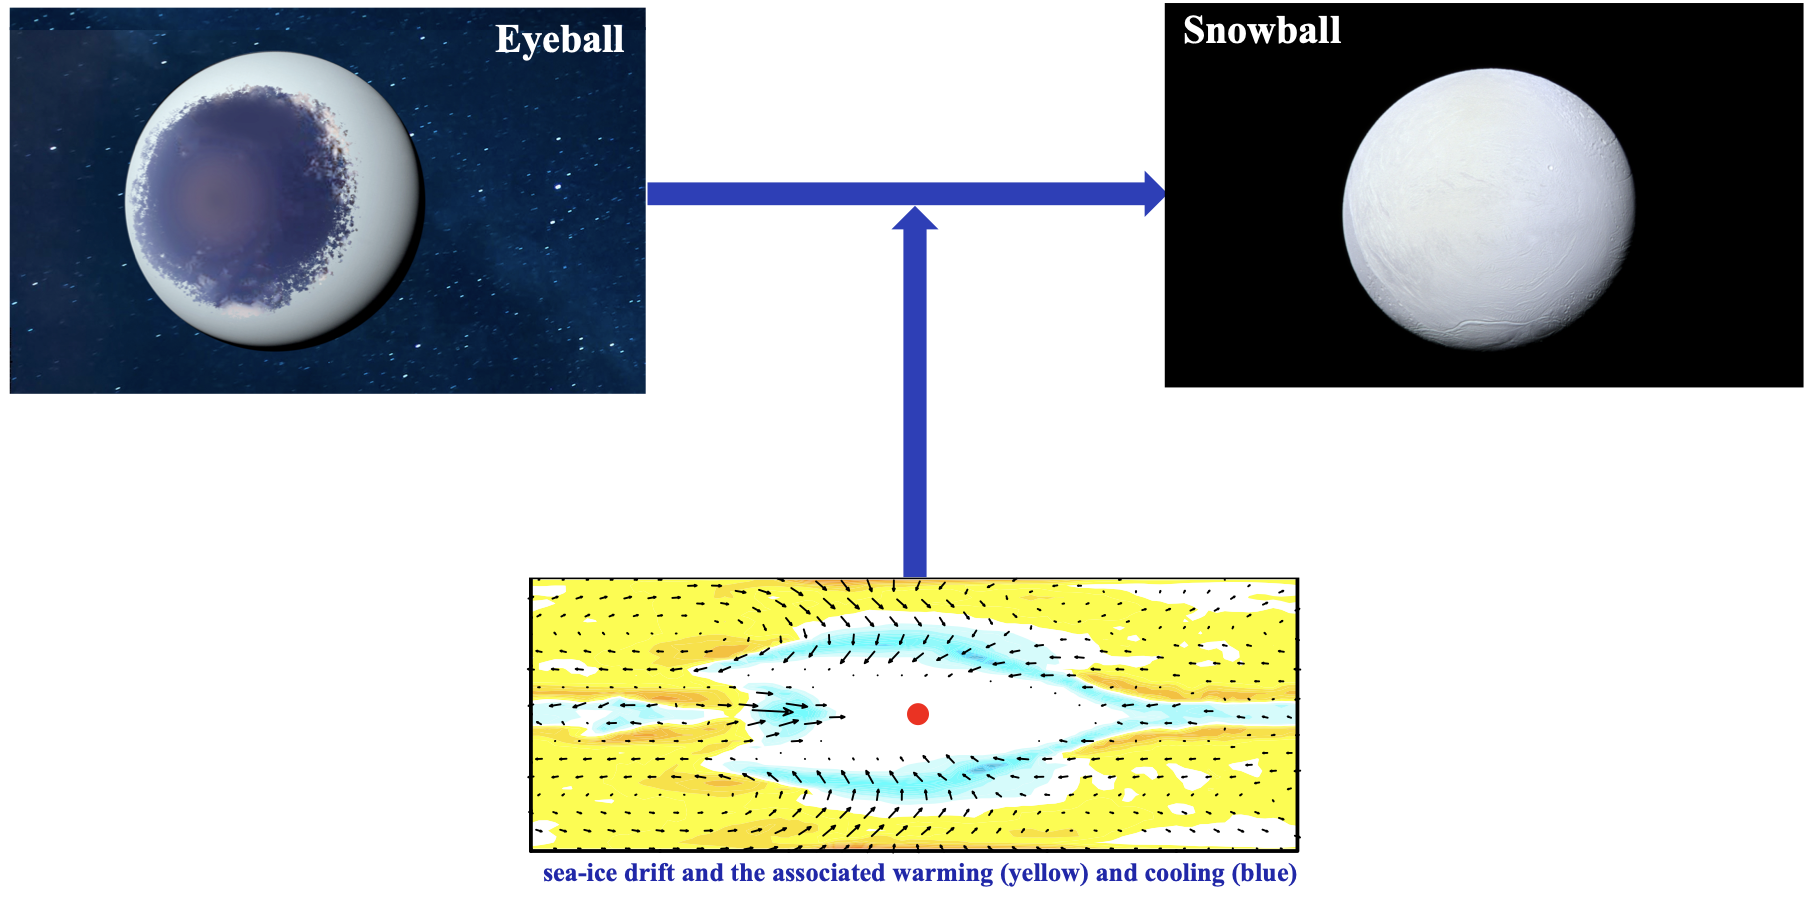 Eyeball
Snowball
sea-ice drift and the associated warming (yellow) and cooling (blue)